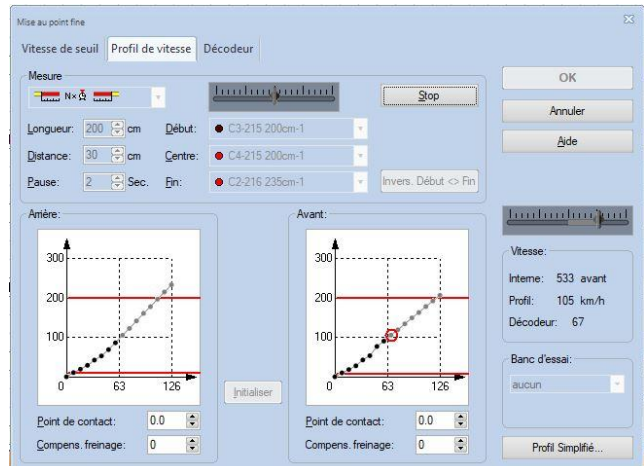 Mise au point fine
Vitesse de seuil Profil de vitesse Décodeur
Mesure
N×
Stop
Longueur: 200 cm Début: C3-215 200cm-1
Distance: 30 cm Centre: C4-215 200cm-1
Pause: 2 Sec. Fin: C2-216 235cm-1 Invers. Début <> Fin
OK
Annuler
Aide
Arrière:
300
200
100
0 63 126
Point de contact: 0.0
Compens. freinage: 0
Initialiser
Avant:
300
200
100
0 63 126
Point de contact: 0.0
Compens. freinage: 0
Vitesse:
Interne: 533 avant
Profil: 105 km/h
Décodeur: 67
Banc d'essai:
aucun
Profil Simplifié...